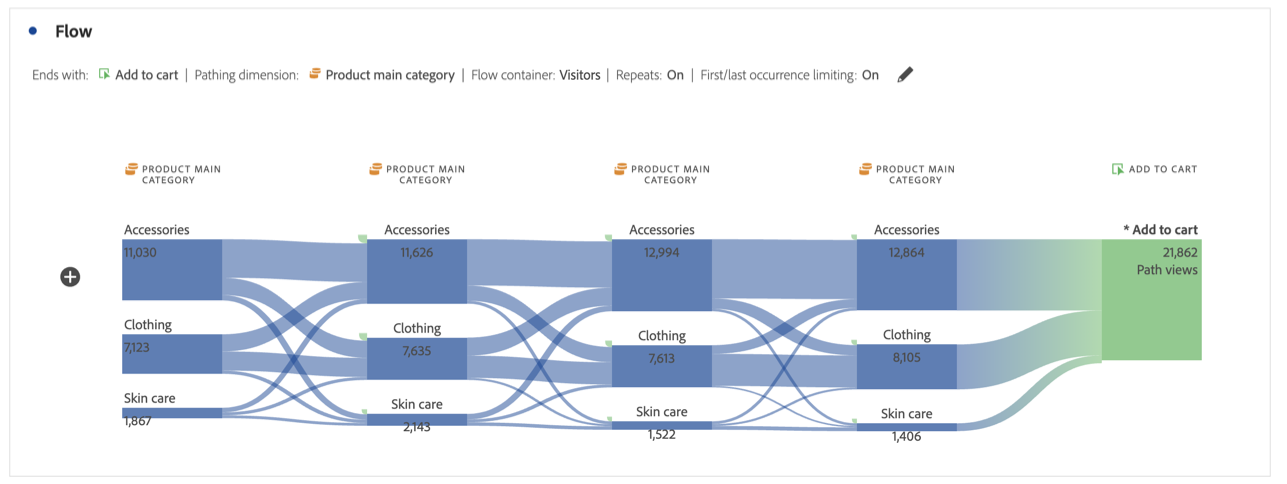 Flow
Ends with: Add to cart | Pathing dimension: Product main category | Flow container: Visitors | Repeats: On | First/last occurrence limiting: On
PRODUCT MAIN
CATEGORY
PRODUCT MAIN
CATEGORY
PRODUCT MAIN
CATEGORY
PRODUCT MAIN
CATEGORY
ADD TO CART
Accessories
11,030
Clothing
7,123
Skin care
1,867
Accessories
11,626
Clothing
7,635
Skin care
2,143
Accessories
12,994
Clothing
7,613
Skin care
1,522
Accessories
12,864
Clothing
8,105
Skin care
1,406
* Add to cart
21,862
Path views